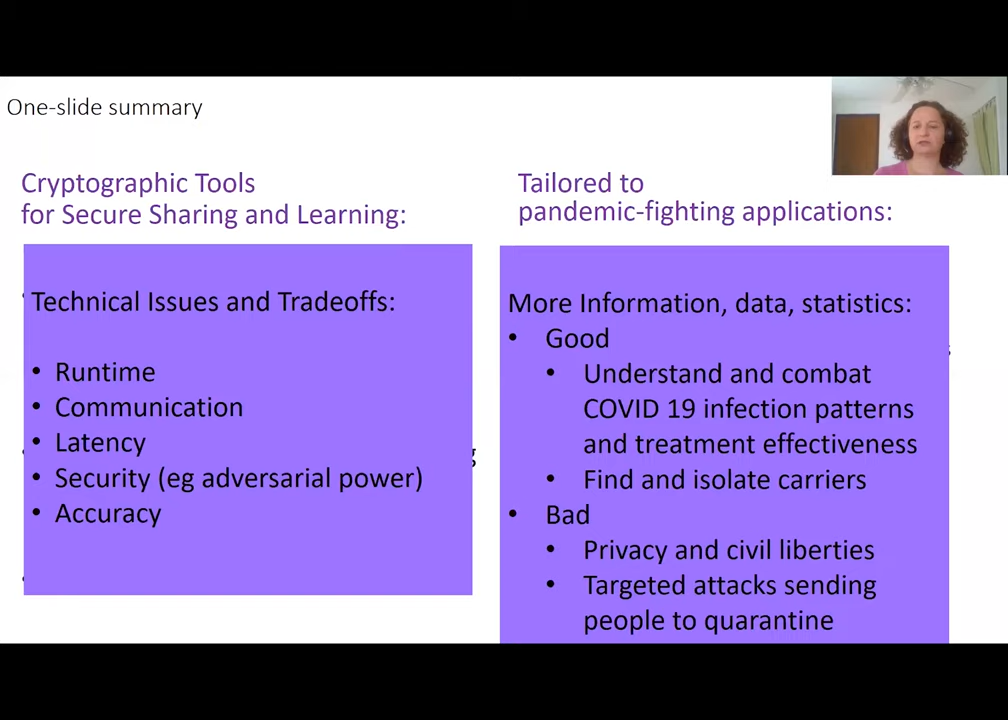 One-slide summary
Cryptographic Tools
for Secure Sharing and Learning:
Technical Issues and Tradeoffs:
• Runtime
• Communication
• Latency
• Security (eg adversarial power)
• Accuracy
Tailored to
pandemic-fighting applications:
More Information, data, statistics:
• Good
• Understand and combat
COVID 19 infection patterns
and treatment effectiveness
• Find and isolate carriers
• Bad
• Privacy and civil liberties
• Targeted attacks sending
people to quarantine